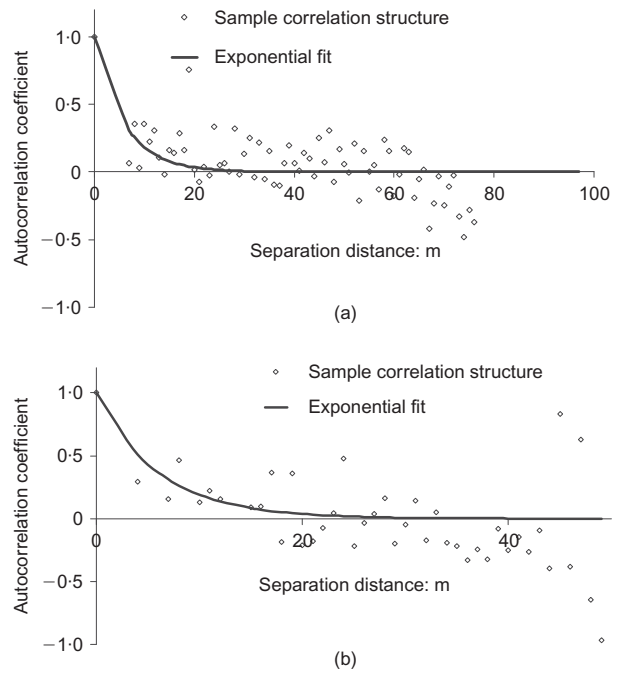 Sample correlation structure
Exponential fit
1·0
0·5
0
−0·5
−1·0
Autocorrelation coefficient
0 20 40 60 80 100
Separation distance: m
(a)
Sample correlation structure
Exponential fit
1·0
0·5
0
−0·5
−1·0
Autocorrelation coefficient
0 20 40
Separation distance: m
(b)